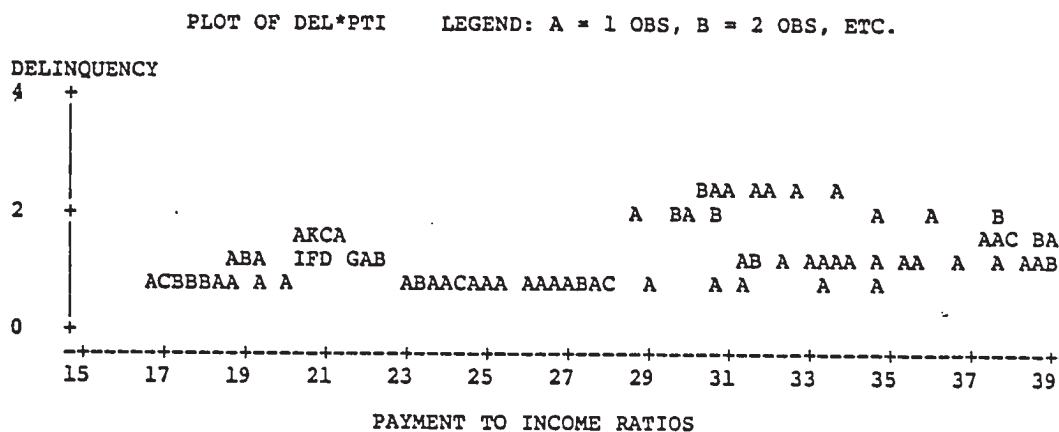 PLOT OF DEL*PTI LEGEND: A = 1 OBS, B = 2 OBS, ETC.
DELINQUENCY
4
BAA AA A A
2 A BA B A A B
AKCA AAC BA
ABA IFD GAB AB A AAAA A AA A A AAB
ACBBBAA A A ABAACAAA AAAABAC A A A A A
0
15 17 19 21 23 25 27 29 31 33 35 37 39
PAYMENT TO INCOME RATIOS